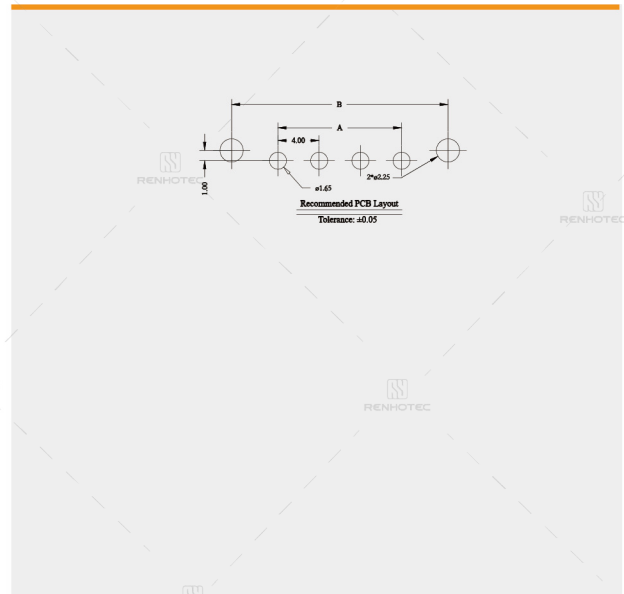 B
A
4.00
1.00
ø1.65
2*ø2.25
Recommended PCB Layout
Tolerance: ±0.05
RENHOTEC
RENHOTEC
RENHOTEC